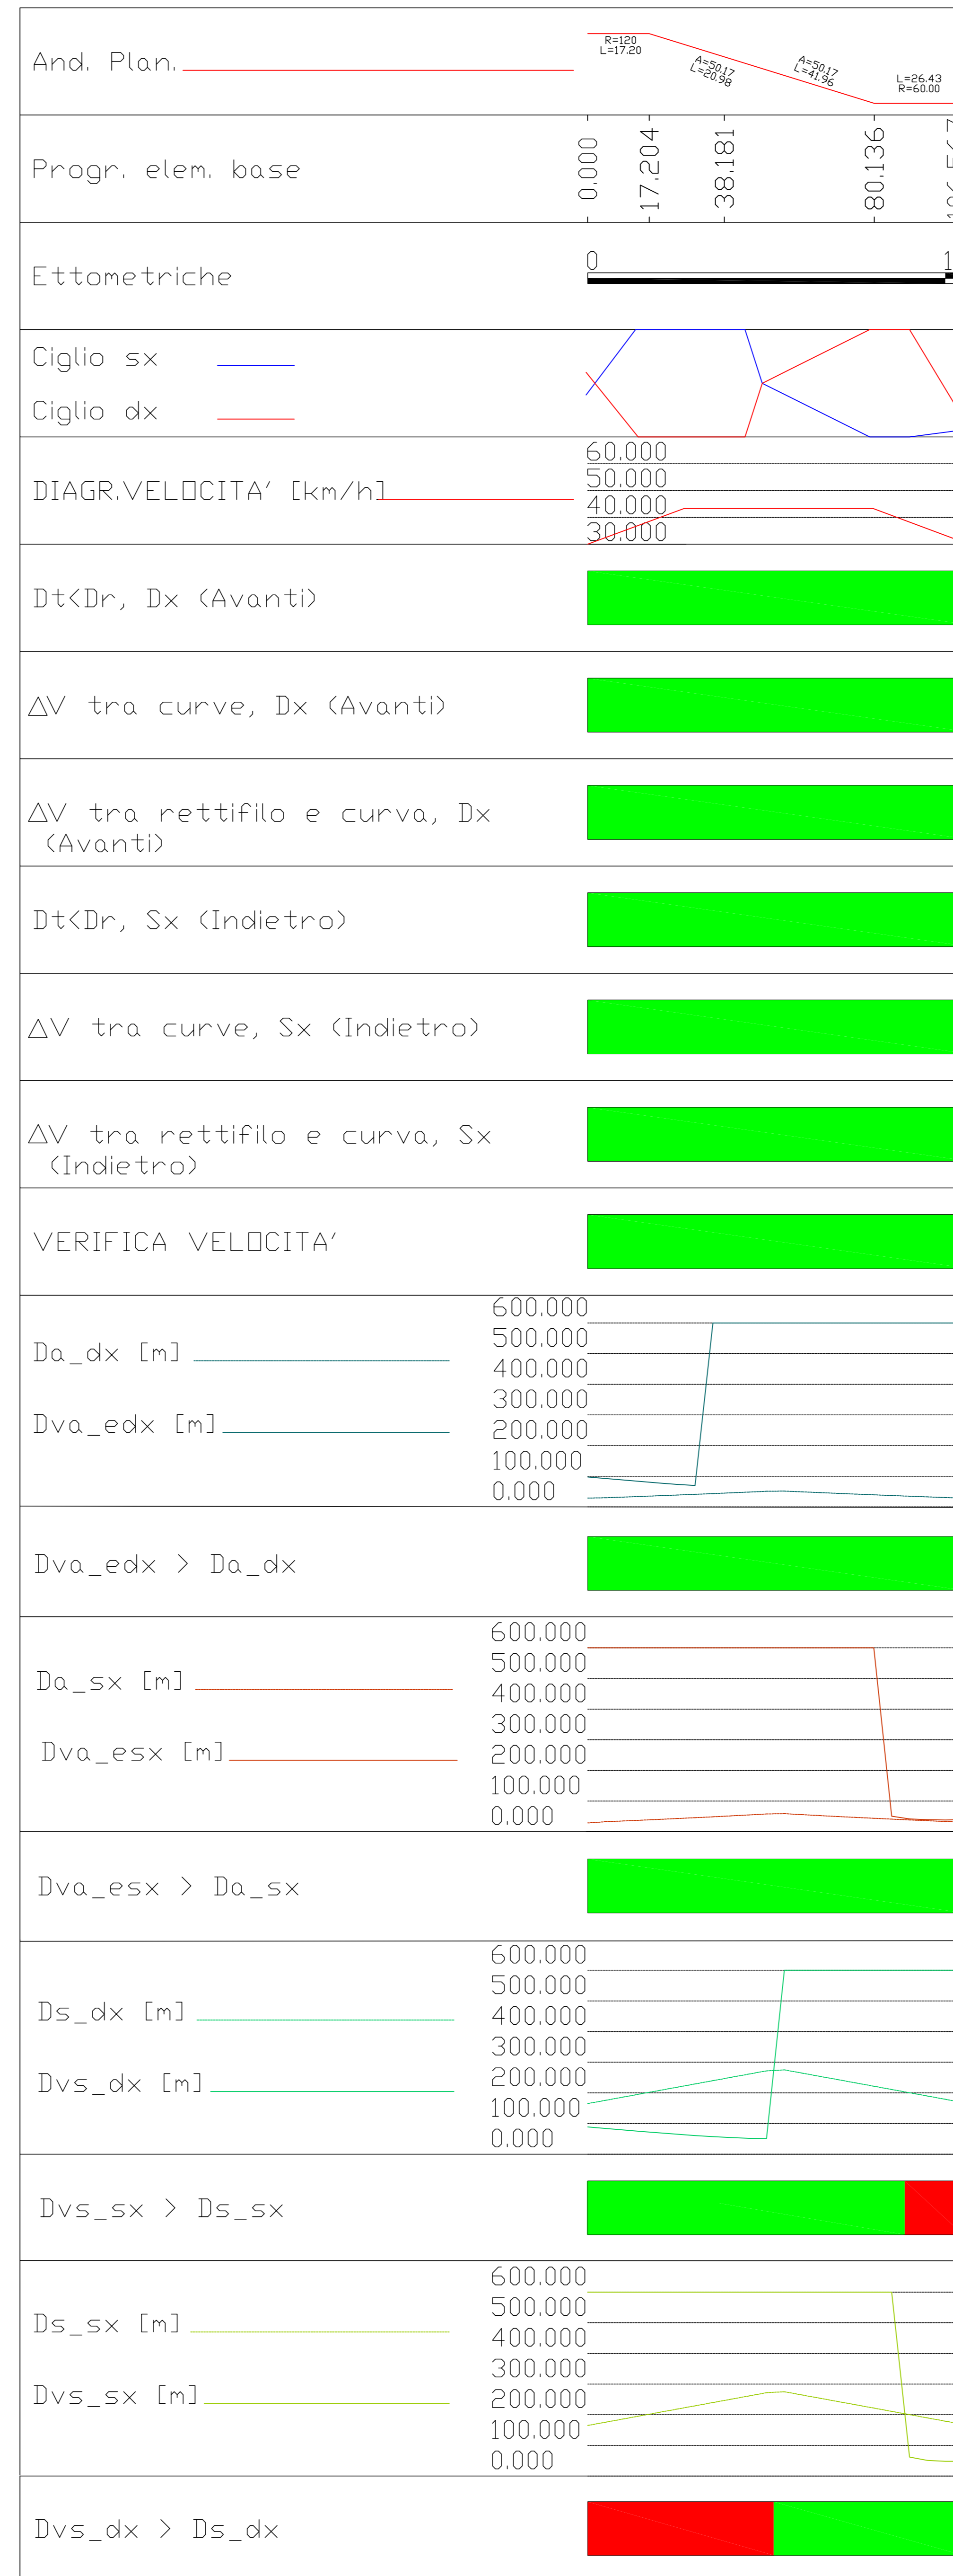 And. Plan.
R=120
L=17.20
A=50.17
L=20.98
A=50.17
L=41.96
L=26.43
R=60.00
Progr. elem. base
0.000
17.204
38.181
80.136
Ettometriche
0
1
Ciglio sx
Ciglio dx
DIAGR.VELOCITA' [km/h]
60.000
50.000
40.000
30.000
Dt<Dr, Dx (Avanti)
ΔV tra curve, Dx (Avanti)
ΔV tra rettifilo e curva, Dx
(Avanti)
Dt<Dr, Sx (Indietro)
ΔV tra curve, Sx (Indietro)
ΔV tra rettifilo e curva, Sx
(Indietro)
VERIFICA VELOCITA'
Da_dx [m]
Dva_edx [m]
600.000
500.000
400.000
300.000
200.000
100.000
0.000
Dva_edx > Da_dx
Da_sx [m]
Dva_esx [m]
600.000
500.000
400.000
300.000
200.000
100.000
0.000
Dva_esx > Da_sx
Ds_dx [m]
Dvs_dx [m]
600.000
500.000
400.000
300.000
200.000
100.000
0.000
Dvs_sx > Ds_sx
Ds_sx [m]
Dvs_sx [m]
600.000
500.000
400.000
300.000
200.000
100.000
0.000
Dvs_dx > Ds_dx